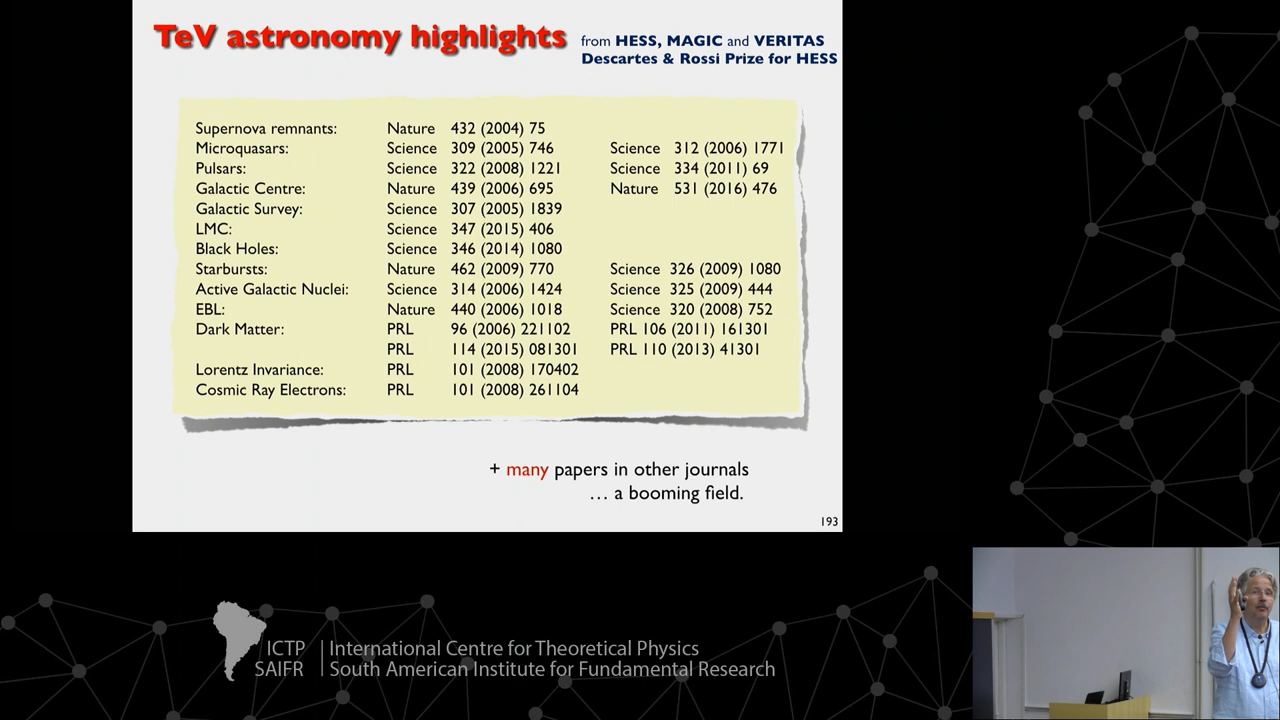 TeV astronomy highlights from HESS, MAGIC and VERITAS
Descartes & Rossi Prize for HESS
Supernova remnants: Nature 432 (2004) 75
Microquasars: Science 309 (2005) 746 Science 312 (2006) 1771
Pulsars: Science 322 (2008) 1221 Science 334 (2011) 69
Galactic Centre: Nature 439 (2006) 695 Nature 531 (2016) 476
Galactic Survey: Science 307 (2005) 1839
LMC: Science 347 (2015) 406
Black Holes: Science 346 (2014) 1080
Starbursts: Nature 462 (2009) 770 Science 326 (2009) 1080
Active Galactic Nuclei: Science 314 (2006) 1424 Science 325 (2009) 444
EBL: Nature 440 (2006) 1018 Science 320 (2008) 752
Dark Matter: PRL 96 (2006) 221102 PRL 106 (2011) 161301
PRL 114 (2015) 081301 PRL 110 (2013) 41301
Lorentz Invariance: PRL 101 (2008) 170402
Cosmic Ray Electrons: PRL 101 (2008) 261104
+ many papers in other journals
… a booming field.
193
ICTP International Centre for Theoretical Physics
SAIFR South American Institute for Fundamental Research